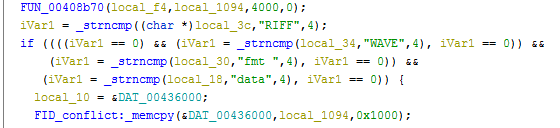 FUN_00408b70(local_f4,local_1094,4000,0);
iVar1 = _strncmp((char *)local_3c,"RIFF",4);
if ((((iVar1 == 0) && (iVar1 = _strncmp(local_34,"WAVE",4), iVar1 == 0)) &&
(iVar1 = _strncmp(local_30,"fmt ",4), iVar1 == 0)) &&
(iVar1 = _strncmp(local_18,"data",4), iVar1 == 0)) {
local_10 = &DAT_00436000;
FID_conflict:_memcpy(&DAT_00436000,local_1094,0x1000);